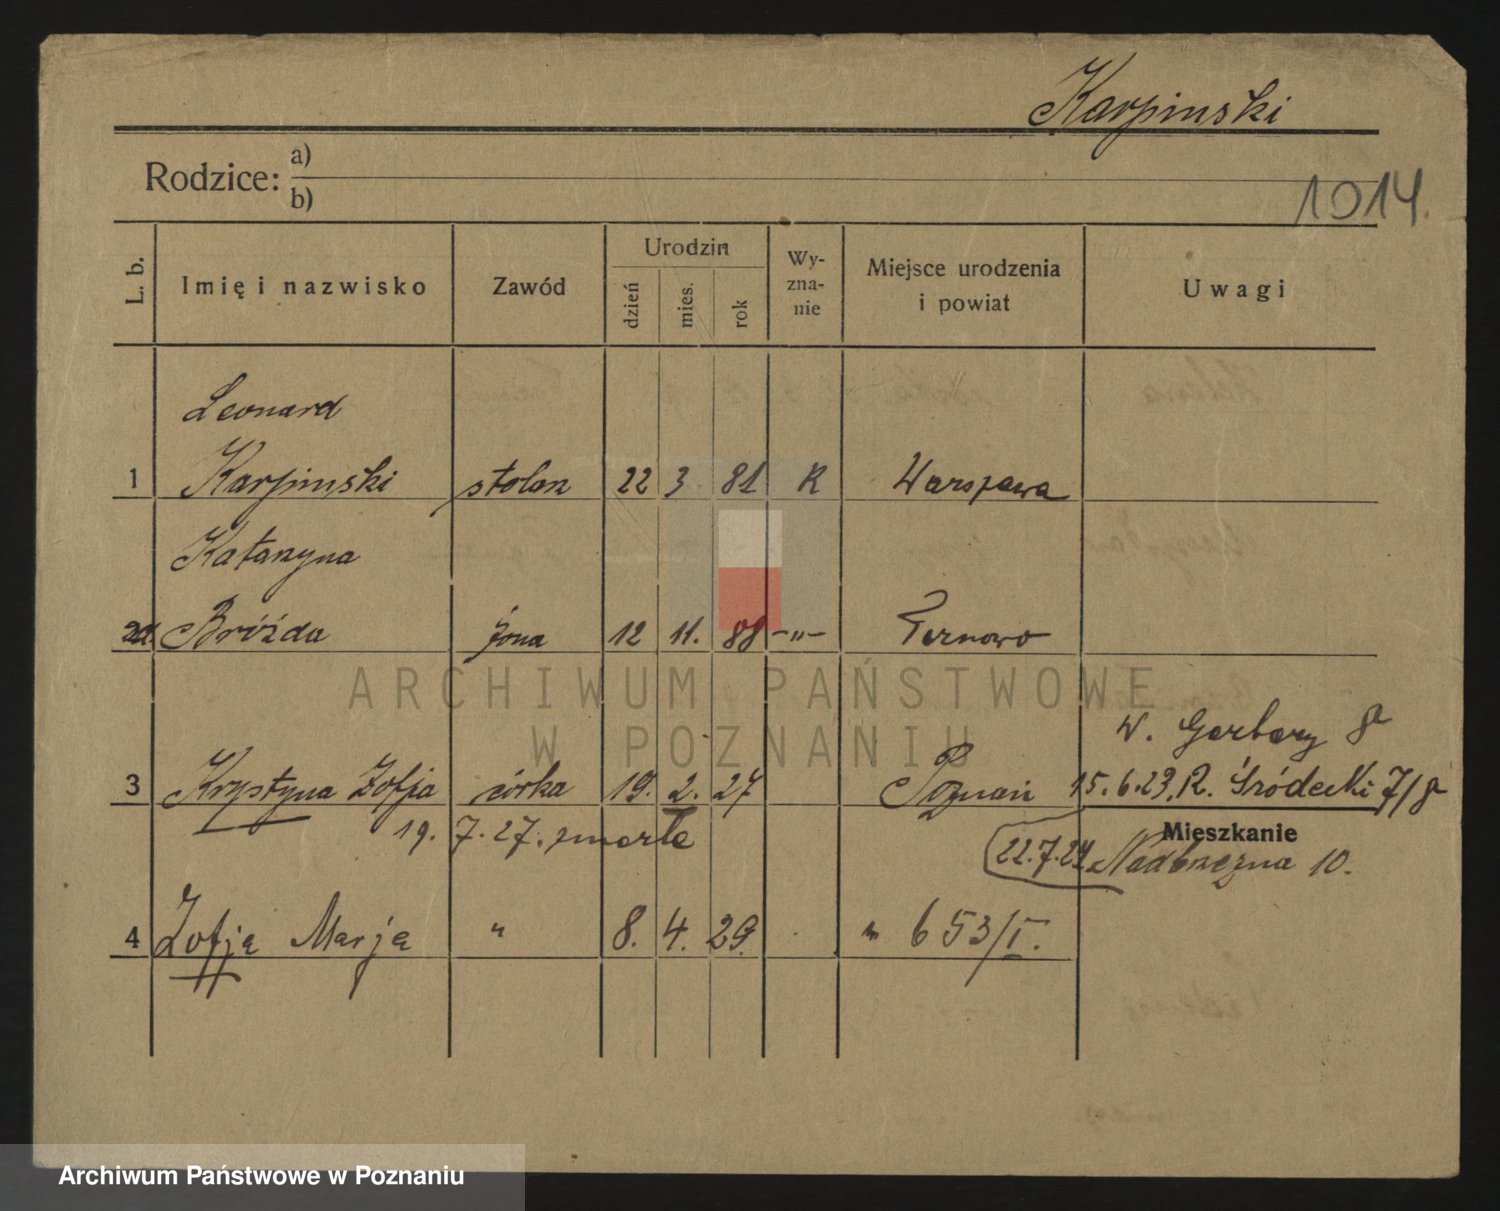 Karpinski
Rodzice: a)
b)
1014.
L. b. Imię i nazwisko Zawód Urodzin dzień mies. rok Wy-zna-nie Miejsce urodzenia i powiat Uwagi
Leonard
1 Karpinski stolarz 22 3 81 R Warszawa
Katarzyna
2 Bróżda żona 12 11. 88 -"- Tarnowo
ARCHIWUM PAŃSTWOWE
W POZNANIU
W. Garbary 8
3 Krystyna Zofja córka 19. 2. 27 Poznań 15.6.23. R. Śródecki 7/8
19. 7. 27. zmarła
Mieszkanie
22.7.24 Nadbrzeżna 10.
4 Zofja Marja " 8. 4. 29. " 653/I.
Archiwum Państwowe w Poznaniu